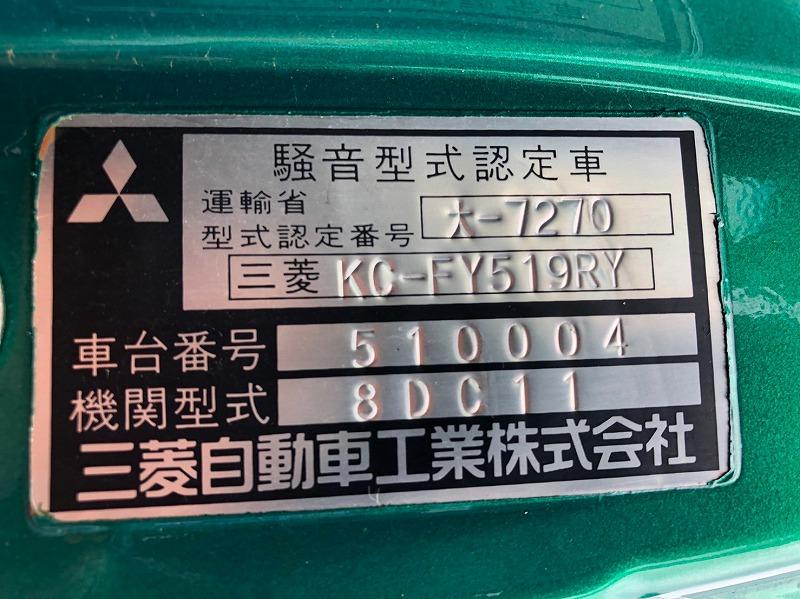 騒音型式認定車
運輸省
型式認定番号 大-7270
三菱 KC-FY519RY
車台番号 510004
機関型式 8DC11
三菱自動車工業株式会社